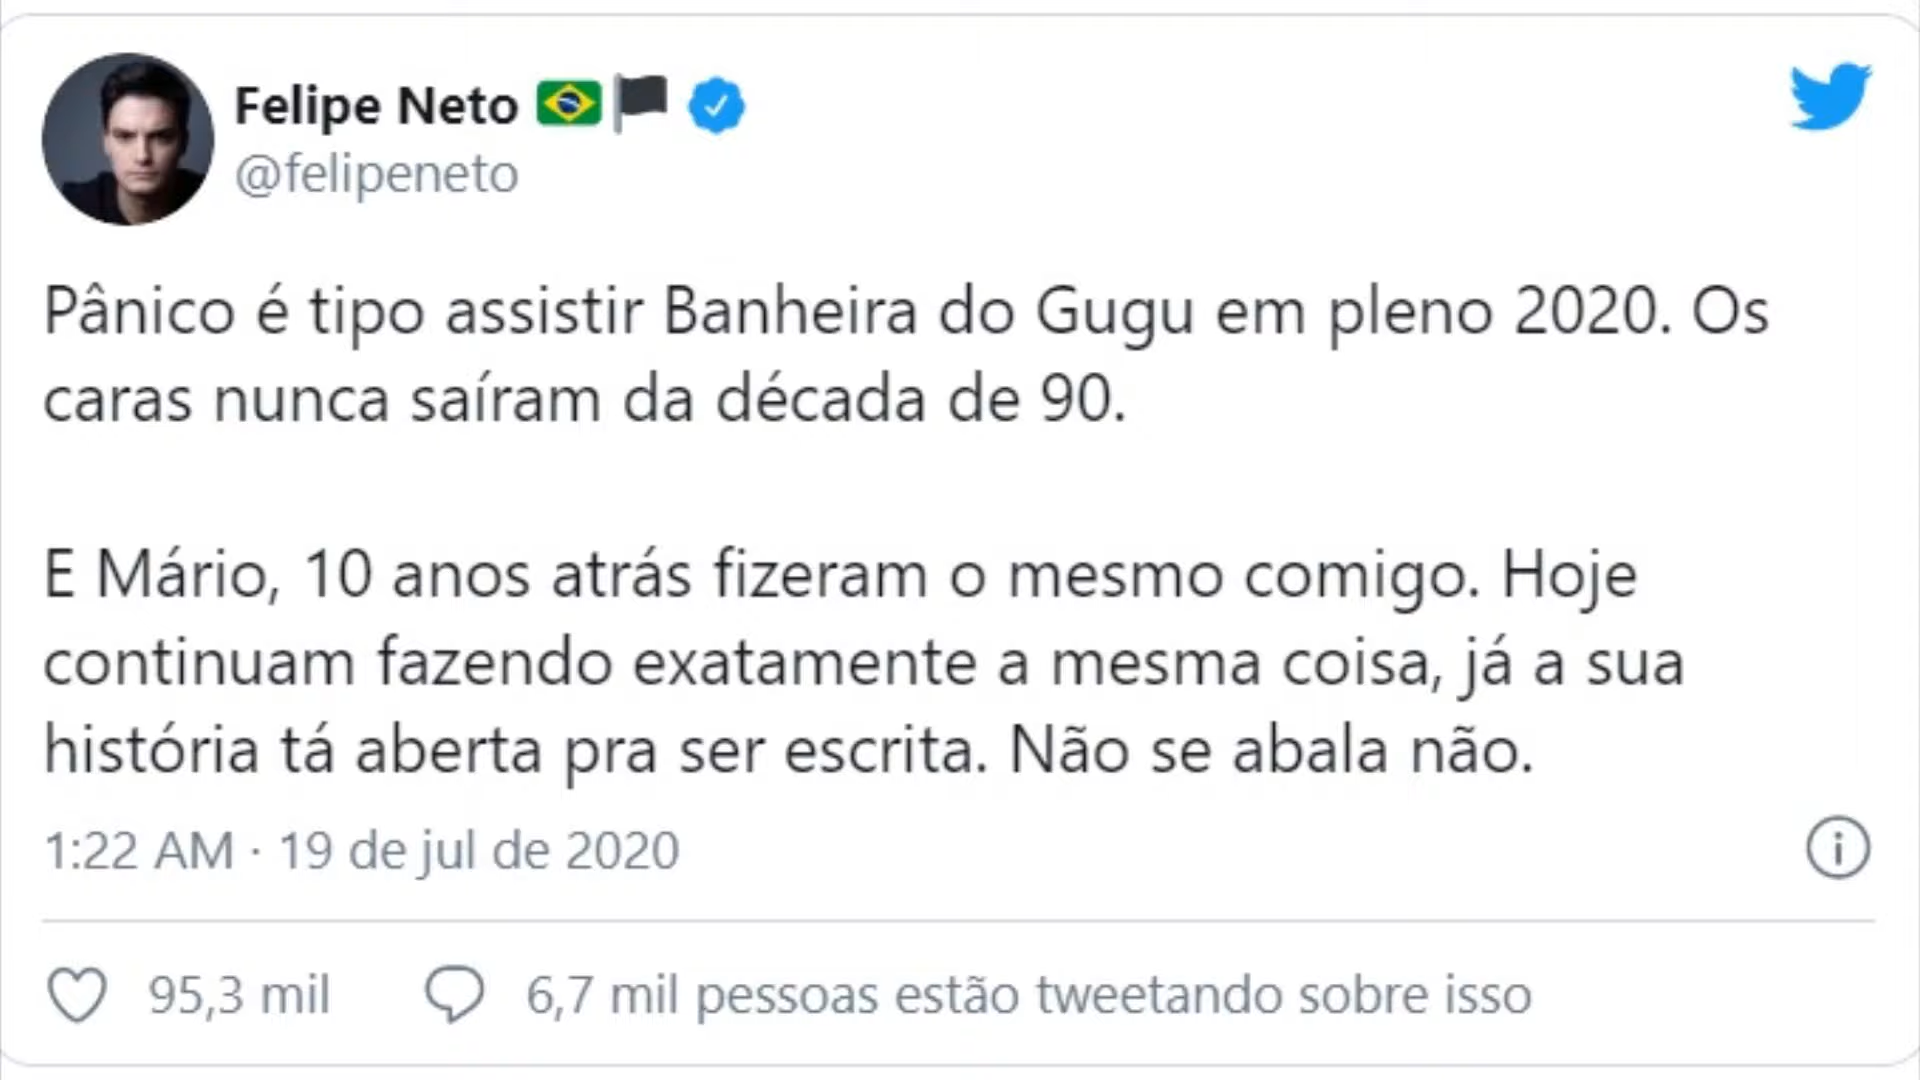 Felipe Neto 🇧🇷🏴
@felipeneto
Pânico é tipo assistir Banheira do Gugu em pleno 2020. Os
caras nunca saíram da década de 90.
E Mário, 10 anos atrás fizeram o mesmo comigo. Hoje
continuam fazendo exatamente a mesma coisa, já a sua
história tá aberta pra ser escrita. Não se abala não.
1:22 AM · 19 de jul de 2020
95,3 mil 6,7 mil pessoas estão tweetando sobre isso